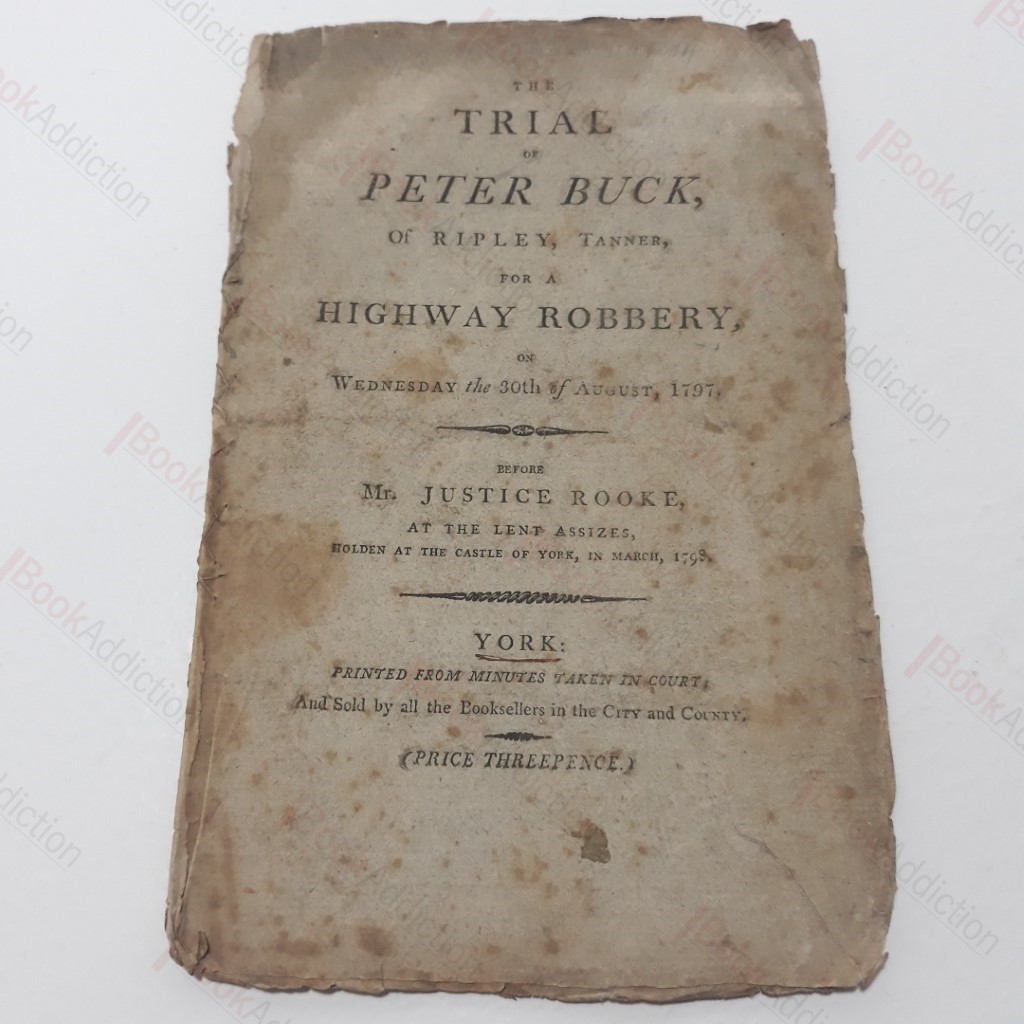 THE
TRIAL
OF
PETER BUCK,
Of RIPLEY, TANNER,
FOR A
HIGHWAY ROBBERY,
ON
WEDNESDAY the 30th of AUGUST, 1797,
BEFORE
Mr. JUSTICE ROOKE,
AT THE LENT ASSIZES,
HOLDEN AT THE CASTLE OF YORK, IN MARCH, 1798.
YORK:
PRINTED FROM MINUTES TAKEN IN COURT;
And Sold by all the Booksellers in the CITY and COUNTY.
(PRICE THREEPENCE.)
BookAddiction